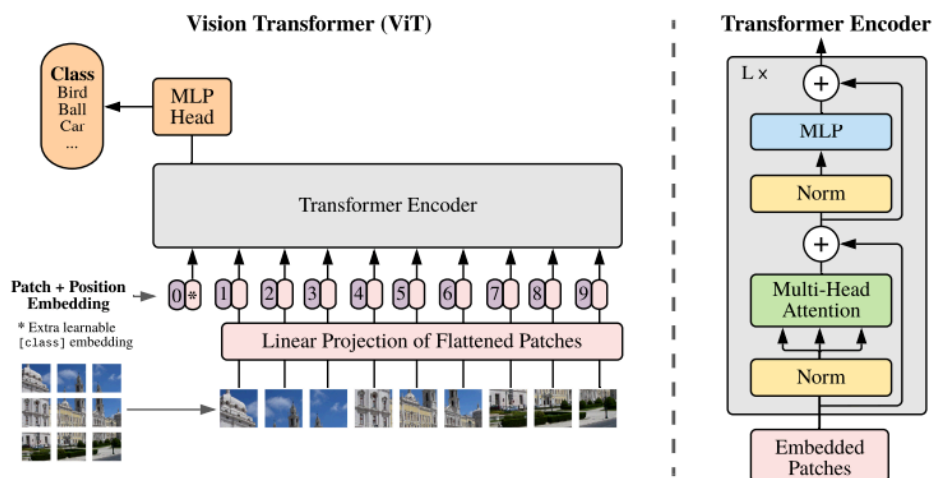 Vision Transformer (ViT)
Class
Bird
Ball
Car
...
MLP
Head
Transformer Encoder
Patch + Position
Embedding
0 * 1 2 3 4 5 6 7 8 9
* Extra learnable
[class] embedding
Linear Projection of Flattened Patches
Transformer Encoder
L ×
+
MLP
Norm
+
Multi-Head
Attention
Norm
Embedded
Patches